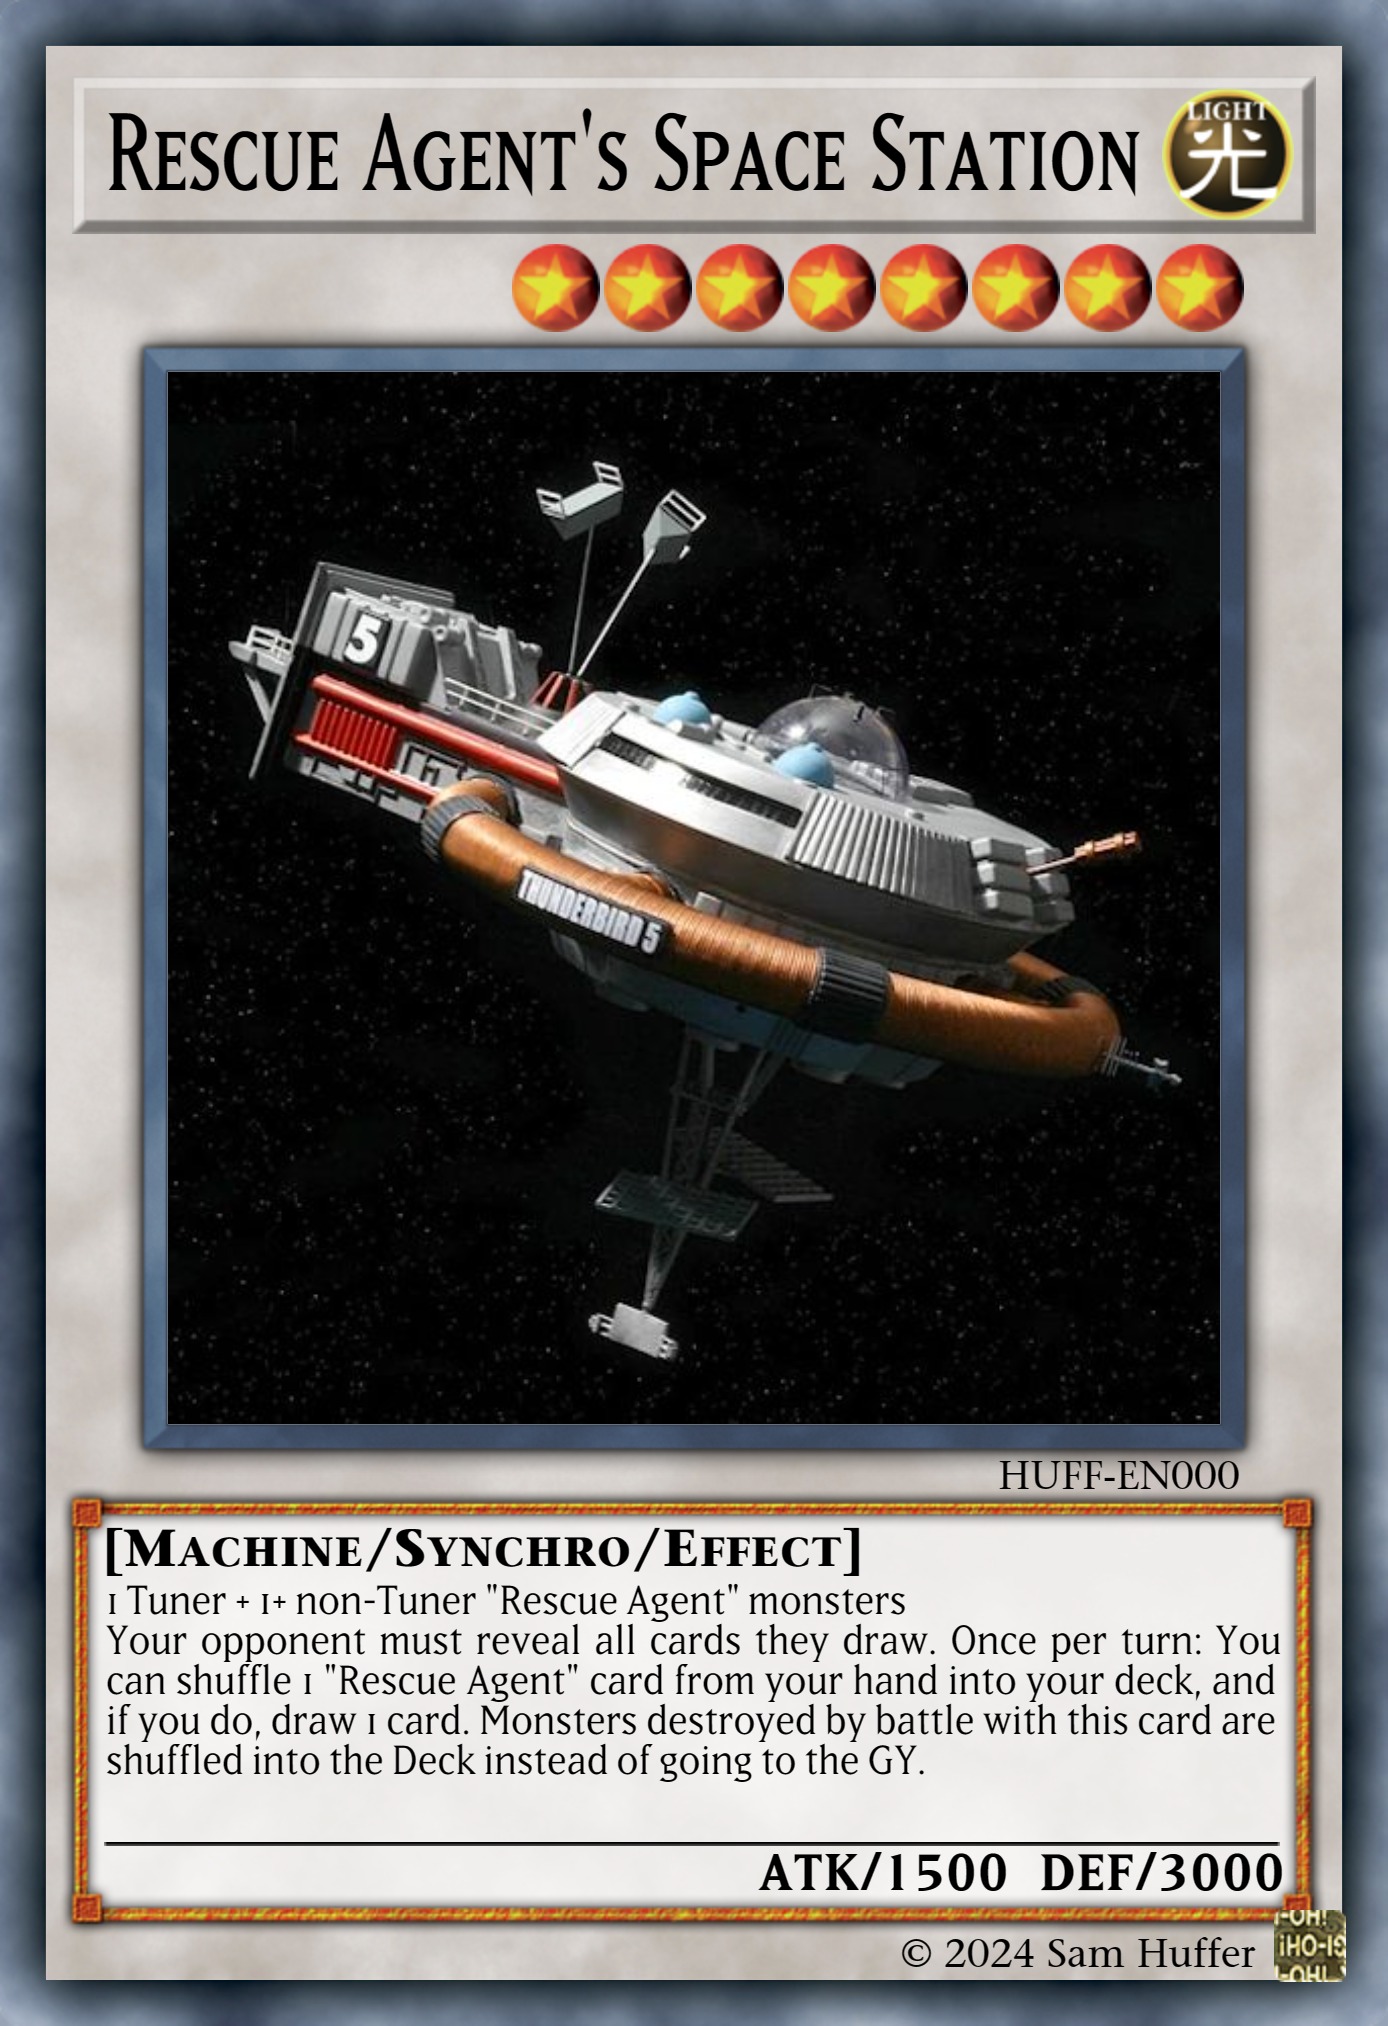 Rescue Agent's Space Station
LIGHT
光
5
THUNDERBIRD 5
HUFF-EN000
[Machine/Synchro/Effect]
1 Tuner + 1+ non-Tuner "Rescue Agent" monsters
Your opponent must reveal all cards they draw. Once per turn: You
can shuffle 1 "Rescue Agent" card from your hand into your deck, and
if you do, draw 1 card. Monsters destroyed by battle with this card are
shuffled into the Deck instead of going to the GY.
ATK/1500 DEF/3000
© 2024 Sam Huffer